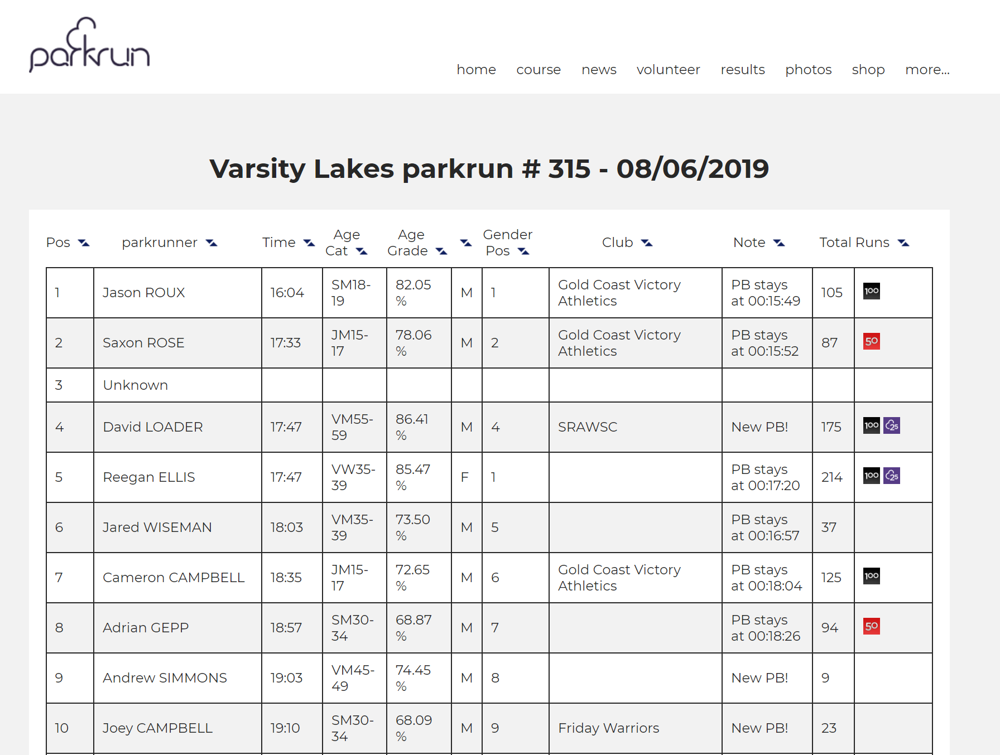 parkrun
home course news volunteer results photos shop more...
Varsity Lakes parkrun # 315 - 08/06/2019
Pos parkrunner Time Age Cat Age Grade Gender Pos Club Note Total Runs
1 Jason ROUX 16:04 SM18-19 82.05 % M 1 Gold Coast Victory Athletics PB stays at 00:15:49 105 100
2 Saxon ROSE 17:33 JM15-17 78.06 % M 2 Gold Coast Victory Athletics PB stays at 00:15:52 87 50
3 Unknown
4 David LOADER 17:47 VM55-59 86.41 % M 4 SRAWSC New PB! 175 100 25
5 Reegan ELLIS 17:47 VW35-39 85.47 % F 1 PB stays at 00:17:20 214 100 25
6 Jared WISEMAN 18:03 VM35-39 73.50 % M 5 PB stays at 00:16:57 37
7 Cameron CAMPBELL 18:35 JM15-17 72.65 % M 6 Gold Coast Victory Athletics PB stays at 00:18:04 125 100
8 Adrian GEPP 18:57 SM30-34 68.87 % M 7 PB stays at 00:18:26 94 50
9 Andrew SIMMONS 19:03 VM45-49 74.45 % M 8 New PB! 9
10 Joey CAMPBELL 19:10 SM30-34 68.09 % M 9 Friday Warriors New PB! 23